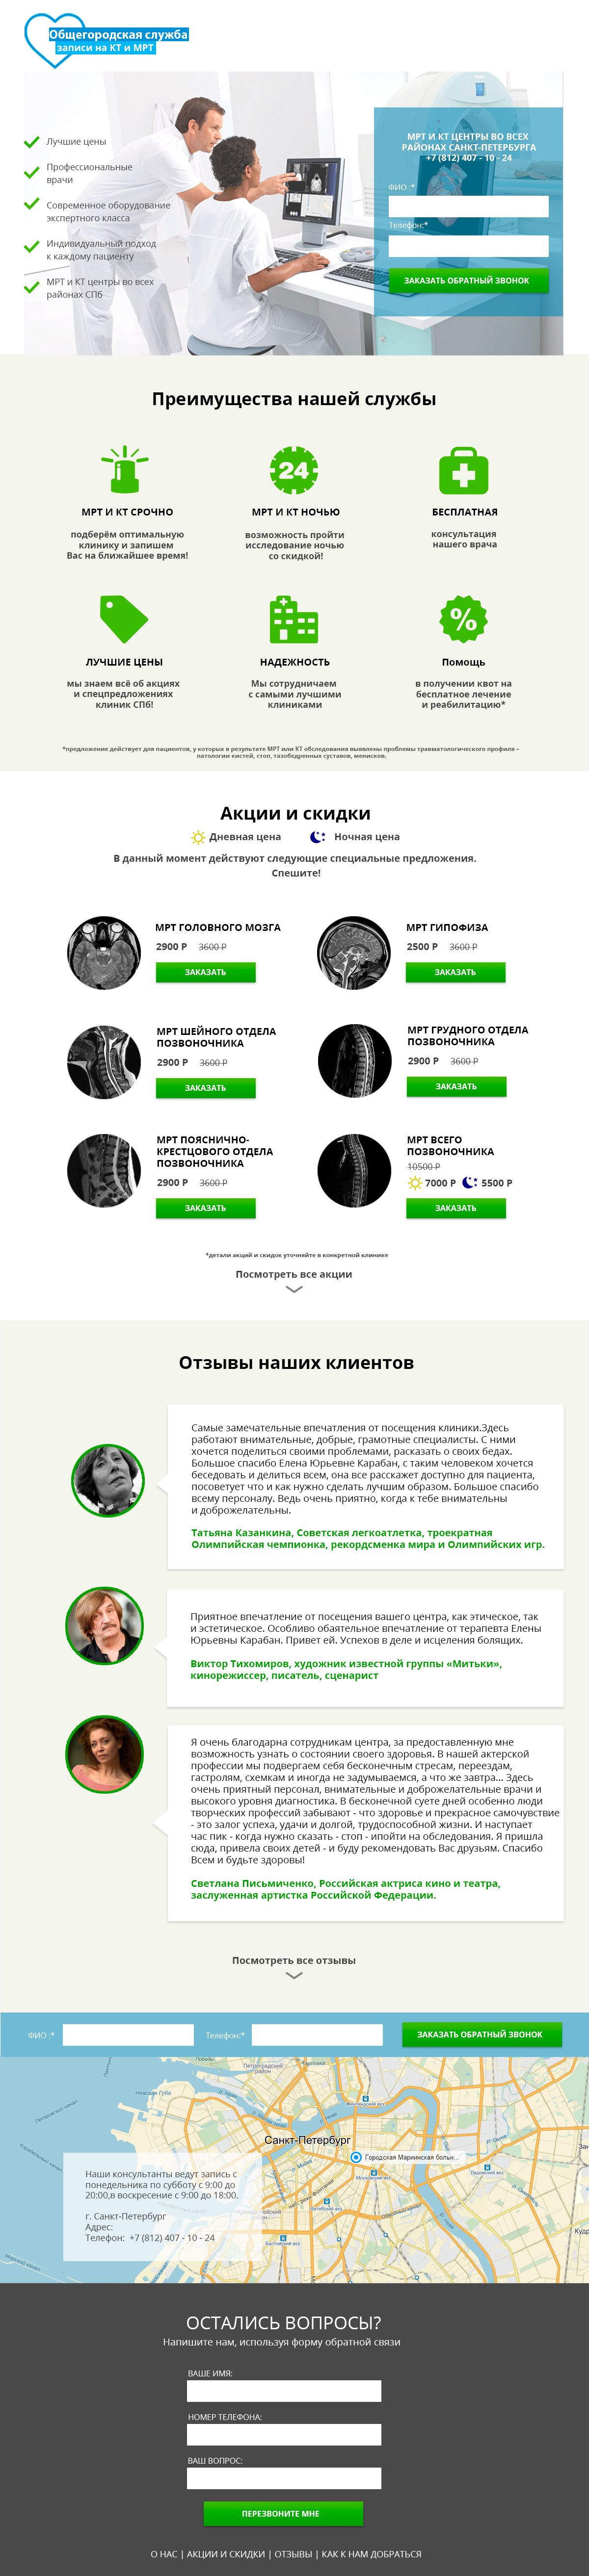 Общегородская служба
записи на КТ и МРТ
Лучшие цены
Профессиональные
врачи
Современное оборудование
экспертного класса
Индивидуальный подход
к каждому пациенту
МРТ и КТ центры во всех
районах СПб
МРТ И КТ ЦЕНТРЫ ВО ВСЕХ
РАЙОНАХ САНКТ-ПЕТЕРБУРГА
+7 (812) 407 - 10 - 24
ФИО :*
Телефон:*
ЗАКАЗАТЬ ОБРАТНЫЙ ЗВОНОК
Преимущества нашей службы
24
МРТ И КТ СРОЧНО
подберём оптимальную
клинику и запишем
Вас на ближайшее время!
МРТ И КТ НОЧЬЮ
возможность пройти
исследование ночью
со скидкой!
БЕСПЛАТНАЯ
консультация
нашего врача
%
ЛУЧШИЕ ЦЕНЫ
мы знаем всё об акциях
и спецпредложениях
клиник СПб!
НАДЕЖНОСТЬ
Мы сотрудничаем
с самыми лучшими
клиниками
Помощь
в получении квот на
бесплатное лечение
и реабилитацию*
*предложение действует для пациентов, у которых в результате МРТ или КТ обследования выявлены проблемы травматологического профиля –
патологии кистей, стоп, тазобедренных суставов, менисков.
Акции и скидки
Дневная цена
Ночная цена
В данный момент действуют следующие специальные предложения.
Спешите!
МРТ ГОЛОВНОГО МОЗГА
2900 Р 3600 Р
ЗАКАЗАТЬ
МРТ ГИПОФИЗА
2500 Р 3600 Р
ЗАКАЗАТЬ
МРТ ШЕЙНОГО ОТДЕЛА
ПОЗВОНОЧНИКА
2900 Р 3600 Р
ЗАКАЗАТЬ
МРТ ГРУДНОГО ОТДЕЛА
ПОЗВОНОЧНИКА
2900 Р 3600 Р
ЗАКАЗАТЬ
МРТ ПОЯСНИЧНО-
КРЕСТЦОВОГО ОТДЕЛА
ПОЗВОНОЧНИКА
2900 Р 3600 Р
ЗАКАЗАТЬ
МРТ ВСЕГО
ПОЗВОНОЧНИКА
10500 Р
7000 Р 5500 Р
ЗАКАЗАТЬ
*детали акций и скидок уточняйте в конкретной клинике
Посмотреть все акции
Отзывы наших клиентов
Самые замечательные впечатления от посещения клиники.Здесь
работают внимательные, добрые, грамотные специалисты. С ними
хочется поделиться своими проблемами, расказать о своих бедах.
Большое спасибо Елена Юрьевне Карабан, с таким человеком хочется
беседовать и делиться всем, она все расскажет доступно для пациента,
посоветует что и как нужно сделать лучшим образом. Большое спасибо
всему персоналу. Ведь очень приятно, когда к тебе внимательны
и доброжелательны.
Татьяна Казанкина, Советская легкоатлетка, троекратная
Олимпийская чемпионка, рекордсменка мира и Олимпийских игр.
Приятное впечатление от посещения вашего центра, как этическое, так
и эстетическое. Особливо обаятельное впечатление от терапевта Елены
Юрьевны Карабан. Привет ей. Успехов в деле и исцеления болящих.
Виктор Тихомиров, художник известной группы «Митьки»,
кинорежиссер, писатель, сценарист
Я очень благодарна сотрудникам центра, за предоставленную мне
возможность узнать о состоянии своего здоровья. В нашей актерской
профессии мы подвергаем себя бесконечным стресам, переездам,
гастролям, схемкам и иногда не задумываемся, а что же завтра... Здесь
очень приятный персонал, внимательные и доброжелательные врачи и
высокого уровня диагностика. В бесконечной суете дней особенно люди
творческих профессий забывают - что здоровье и прекрасное самочувствие
- это залог успеха, удачи и долгой, трудоспособной жизни. И наступает
час пик - когда нужно сказать - стоп - ипойти на обследования. Я пришла
сюда, привела своих детей - и буду рекомендовать Вас друзьям. Спасибо
Всем и будьте здоровы!
Светлана Письмиченко, Российская актриса кино и театра,
заслуженная артистка Российской Федерации.
Посмотреть все отзывы
ФИО :*
Телефон:*
ЗАКАЗАТЬ ОБРАТНЫЙ ЗВОНОК
Петроградский
район
Невская Губа
Санкт-Петербург
Городская Мариинская больн...
Наши консультанты ведут запись с
понедельника по субботу с 9:00 до
20:00,в воскресение с 9:00 до 18:00.
г. Санкт-Петербург
Адрес:
Телефон: +7 (812) 407 - 10 - 24
ОСТАЛИСЬ ВОПРОСЫ?
Напишите нам, используя форму обратной связи
ВАШЕ ИМЯ:
НОМЕР ТЕЛЕФОНА:
ВАШ ВОПРОС:
ПЕРЕЗВОНИТЕ МНЕ
О НАС | АКЦИИ И СКИДКИ | ОТЗЫВЫ | КАК К НАМ ДОБРАТЬСЯ